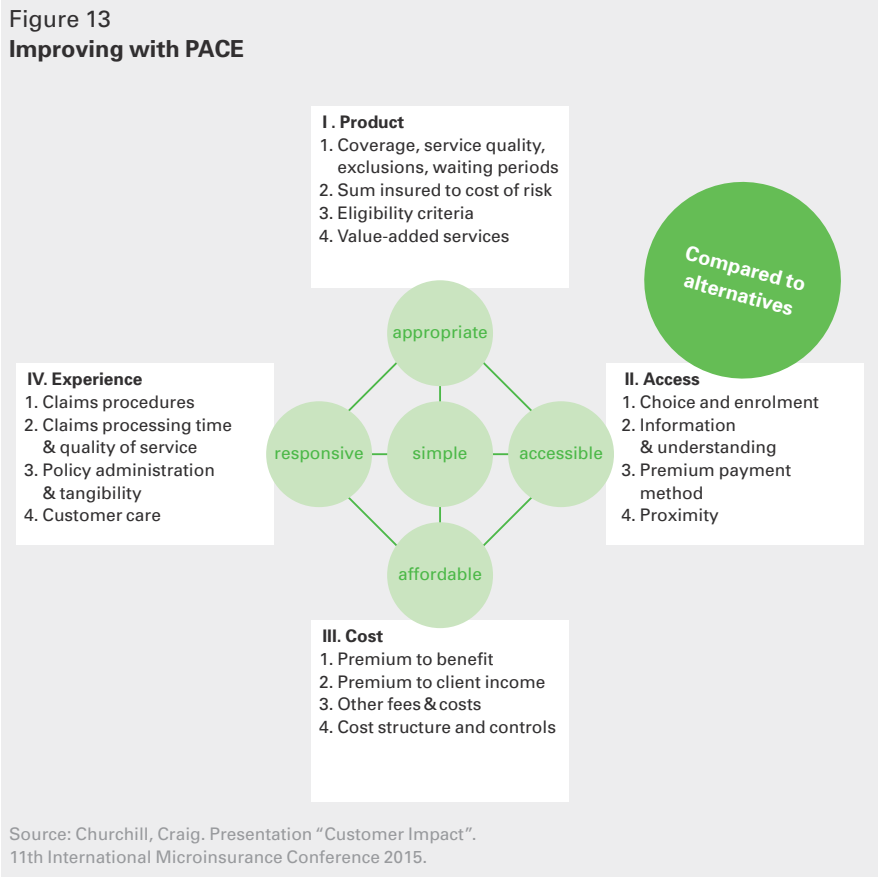 Figure 13
Improving with PACE
I . Product
1. Coverage, service quality,
exclusions, waiting periods
2. Sum insured to cost of risk
3. Eligibility criteria
4. Value-added services
Compared to
alternatives
appropriate
IV. Experience
1. Claims procedures
2. Claims processing time
& quality of service
3. Policy administration
& tangibility
4. Customer care
responsive
simple
accessible
II. Access
1. Choice and enrolment
2. Information
& understanding
3. Premium payment
method
4. Proximity
affordable
III. Cost
1. Premium to benefit
2. Premium to client income
3. Other fees & costs
4. Cost structure and controls
Source: Churchill, Craig. Presentation “Customer Impact”.
11th International Microinsurance Conference 2015.